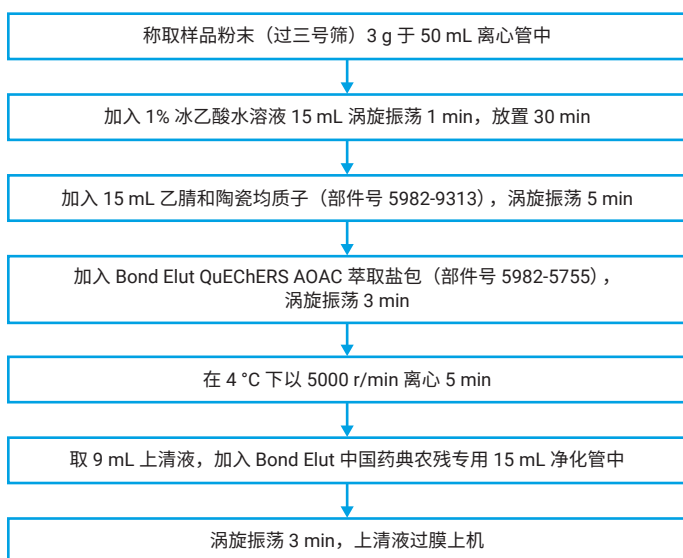 称取样品粉末（过三号筛）3 g 于 50 mL 离心管中
加入 1% 冰乙酸水溶液 15 mL 涡旋振荡 1 min，放置 30 min
加入 15 mL 乙腈和陶瓷均质子（部件号 5982-9313），涡旋振荡 5 min
加入 Bond Elut QuEChERS AOAC 萃取盐包（部件号 5982-5755），
涡旋振荡 3 min
在 4 °C 下以 5000 r/min 离心 5 min
取 9 mL 上清液，加入 Bond Elut 中国药典农残专用 15 mL 净化管中
涡旋振荡 3 min，上清液过膜上机